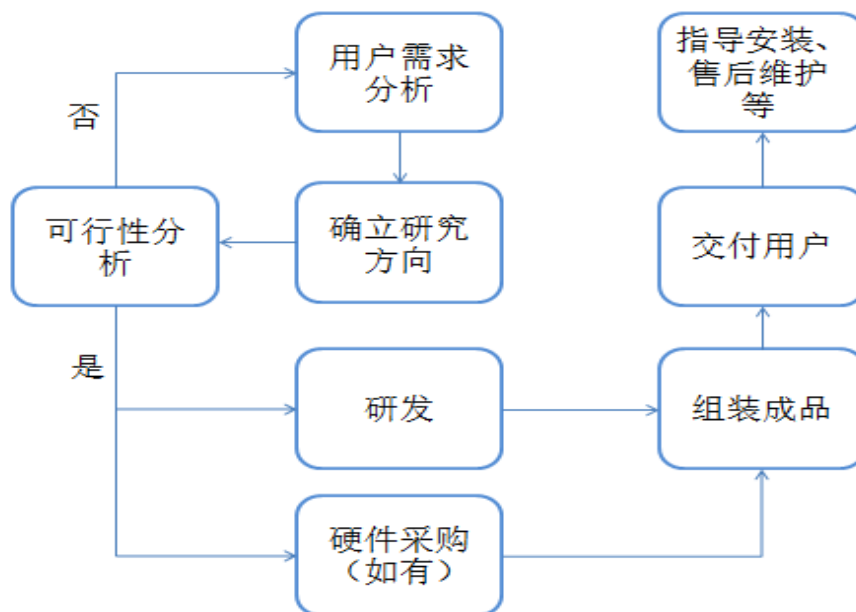 用户需求
分析
指导安装、
售后维护
等
否
可行性分
析
确立研究
方向
交付用户
是
研发
组装成品
硬件采购
（如有）